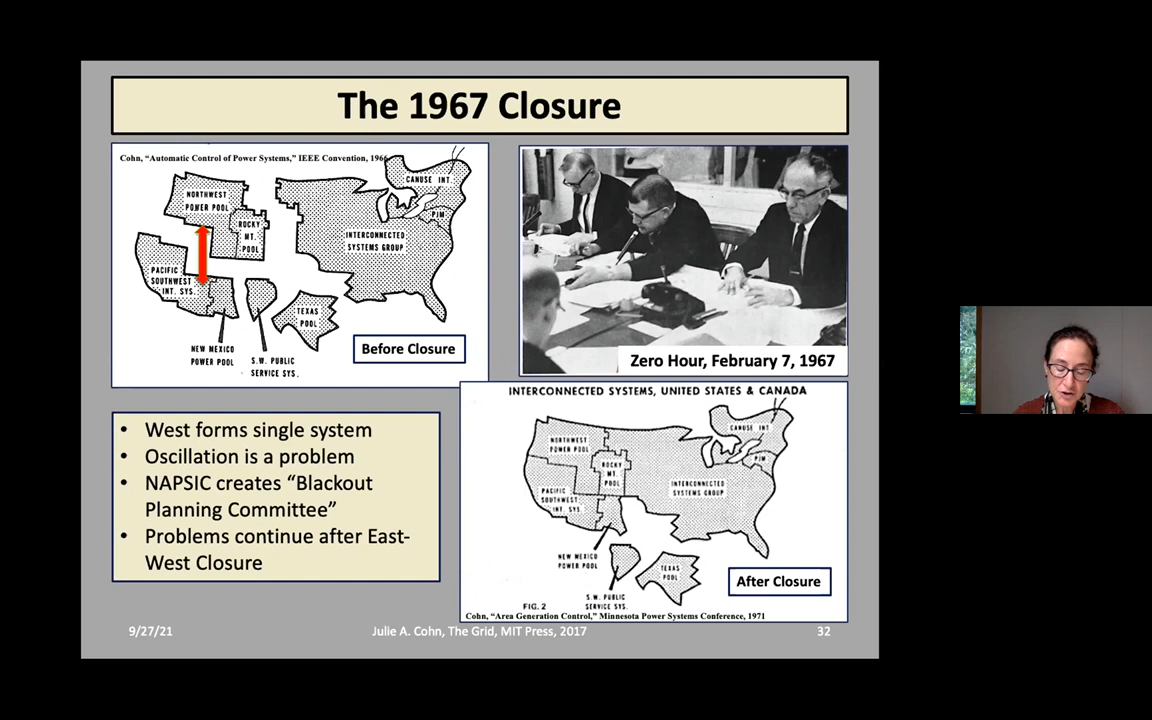 The 1967 Closure
Cohn, “Automatic Control of Power Systems,” IEEE Convention, 1966
CANUSE INT.
NORTHWEST
POWER POOL
PJM
ROCKY
MT.
POOL
INTERCONNECTED
SYSTEMS GROUP
PACIFIC
SOUTHWEST
INT. SYS.
TEXAS
POOL
NEW MEXICO
POWER POOL
S.W. PUBLIC
SERVICE SYS.
Before Closure
Zero Hour, February 7, 1967
INTERCONNECTED SYSTEMS, UNITED STATES & CANADA
CANUSE INT
NORTHWEST
POWER POOL
PJM
ROCKY
MT.
POOL
INTERCONNECTED
SYSTEMS GROUP
PACIFIC
SOUTHWEST
INT. SYS.
NEW MEXICO
POWER POOL
TEXAS
POOL
S.W. PUBLIC
SERVICE SYS.
After Closure
FIG. 2
Cohn, “Area Generation Control,” Minnesota Power Systems Conference, 1971
• West forms single system
• Oscillation is a problem
• NAPSIC creates “Blackout
Planning Committee”
• Problems continue after East-
West Closure
9/27/21
Julie A. Cohn, The Grid, MIT Press, 2017
32